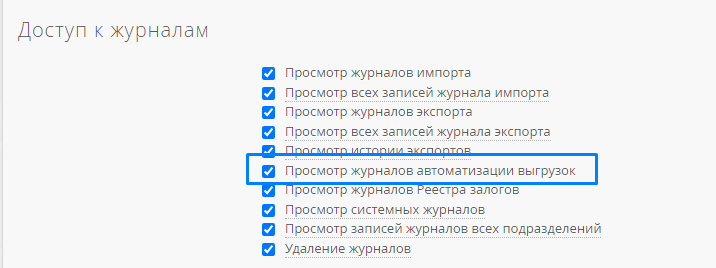 Доступ к журналам
Просмотр журналов импорта
Просмотр всех записей журнала импорта
Просмотр журналов экспорта
Просмотр всех записей журнала экспорта
Просмотр истории экспортов
Просмотр журналов автоматизации выгрузок
Просмотр журналов Реестра залогов
Просмотр системных журналов
Просмотр записей журналов всех подразделений
Удаление журналов